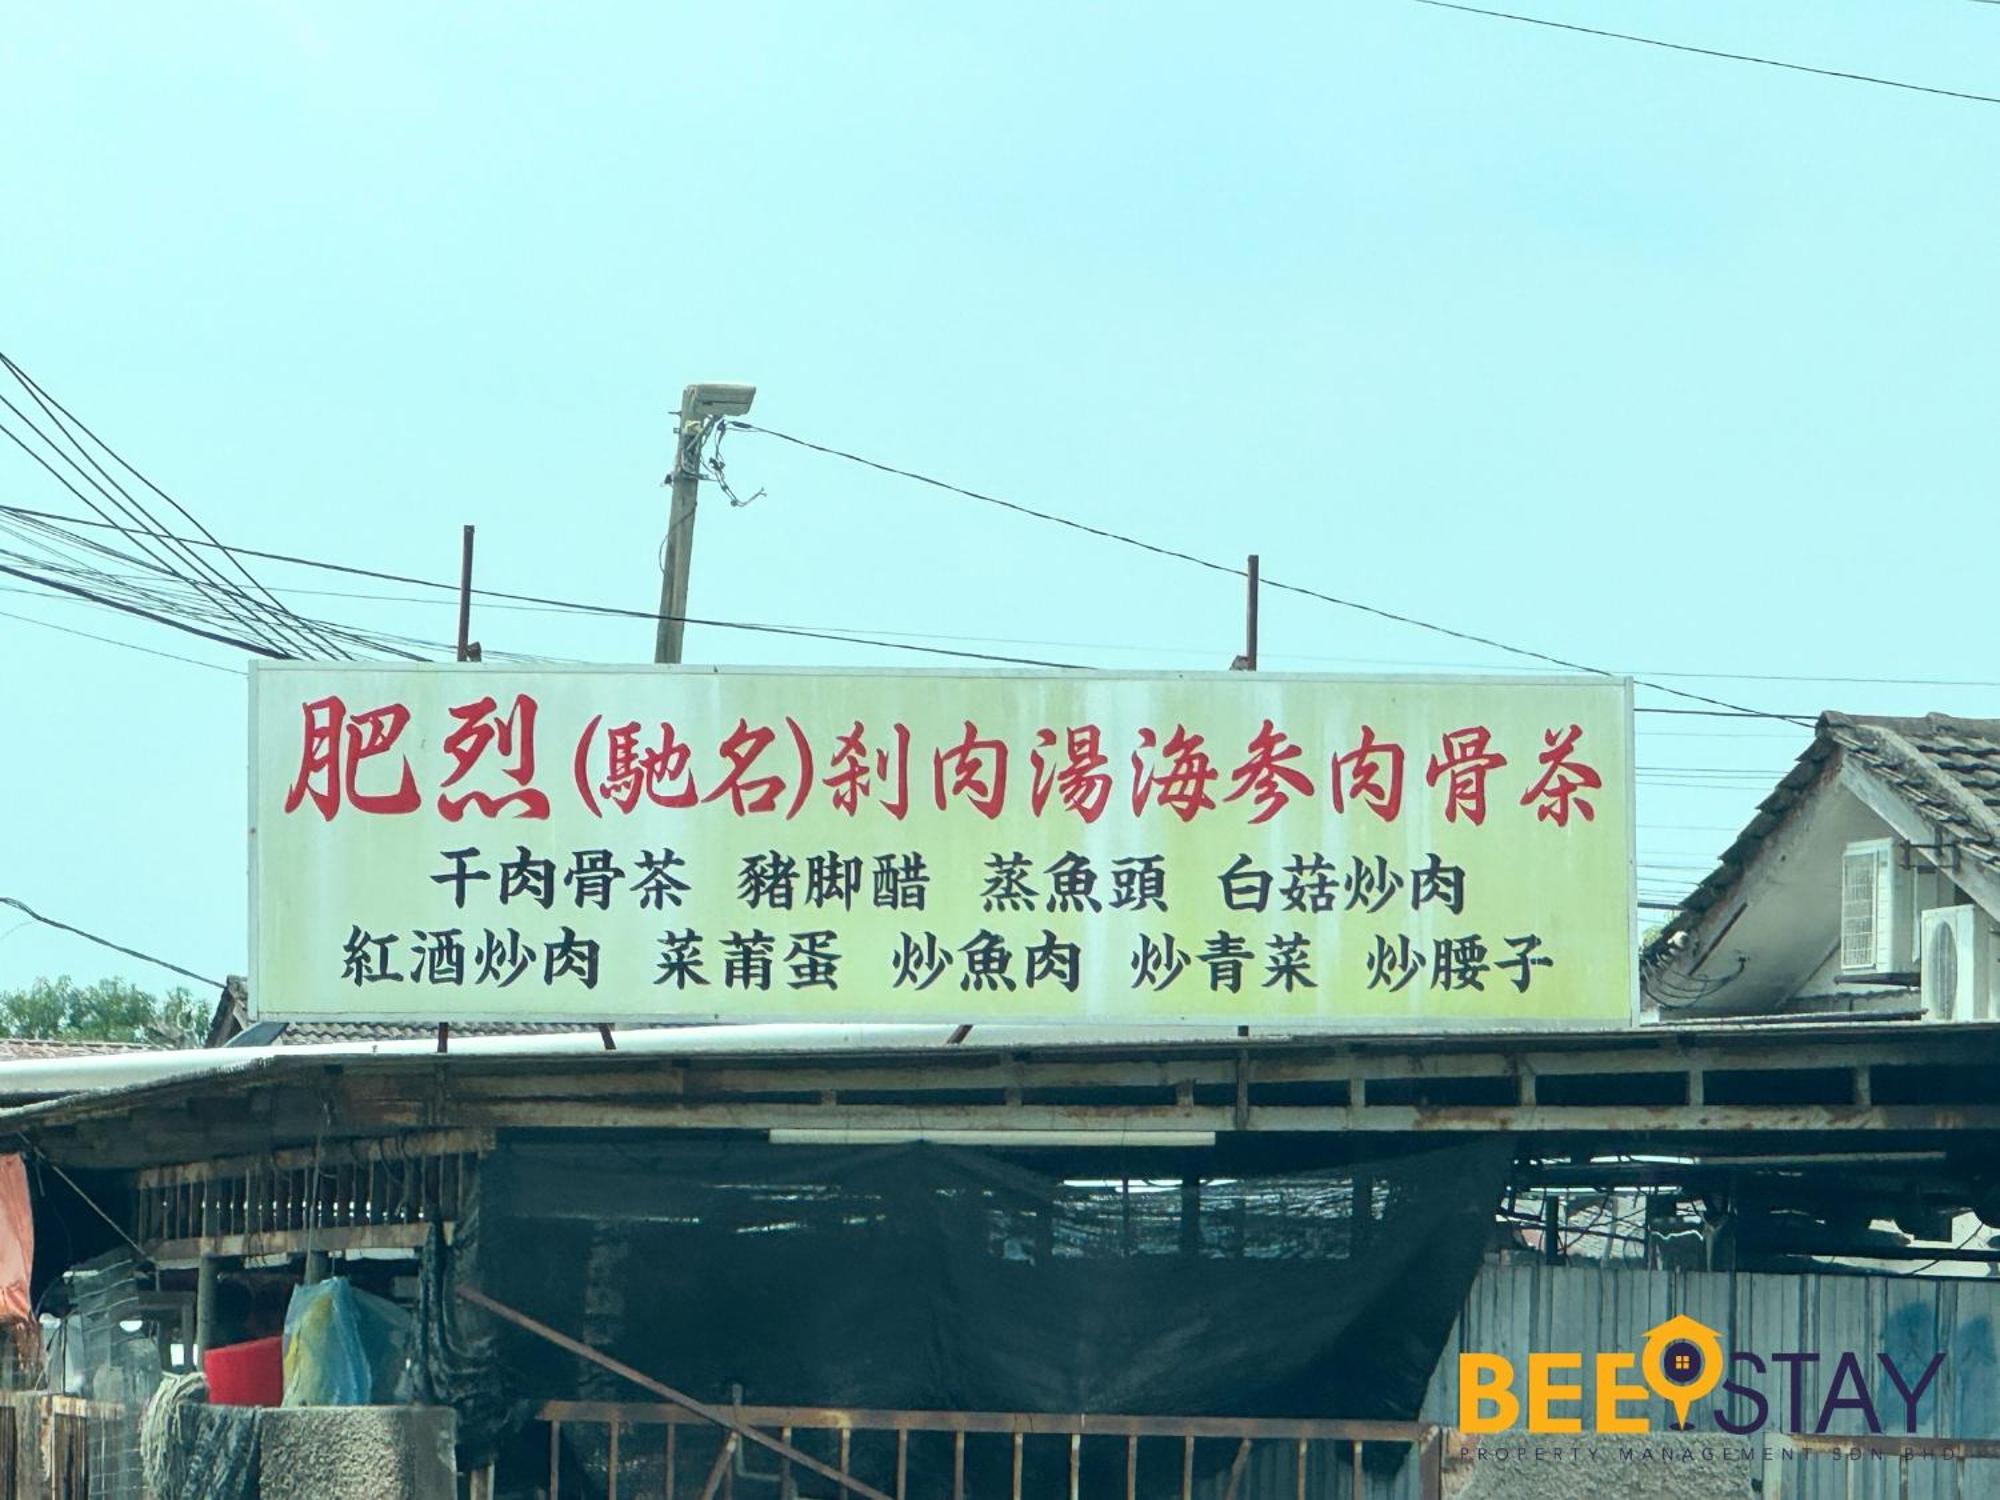 肥烈(馳名)刹肉湯海参肉骨茶
干肉骨茶 豬脚醋 蒸魚頭 白菇炒肉
紅酒炒肉 菜莆蛋 炒魚肉 炒青菜 炒腰子
BEE STAY
PROPERTY MANAGEMENT SDN BHD